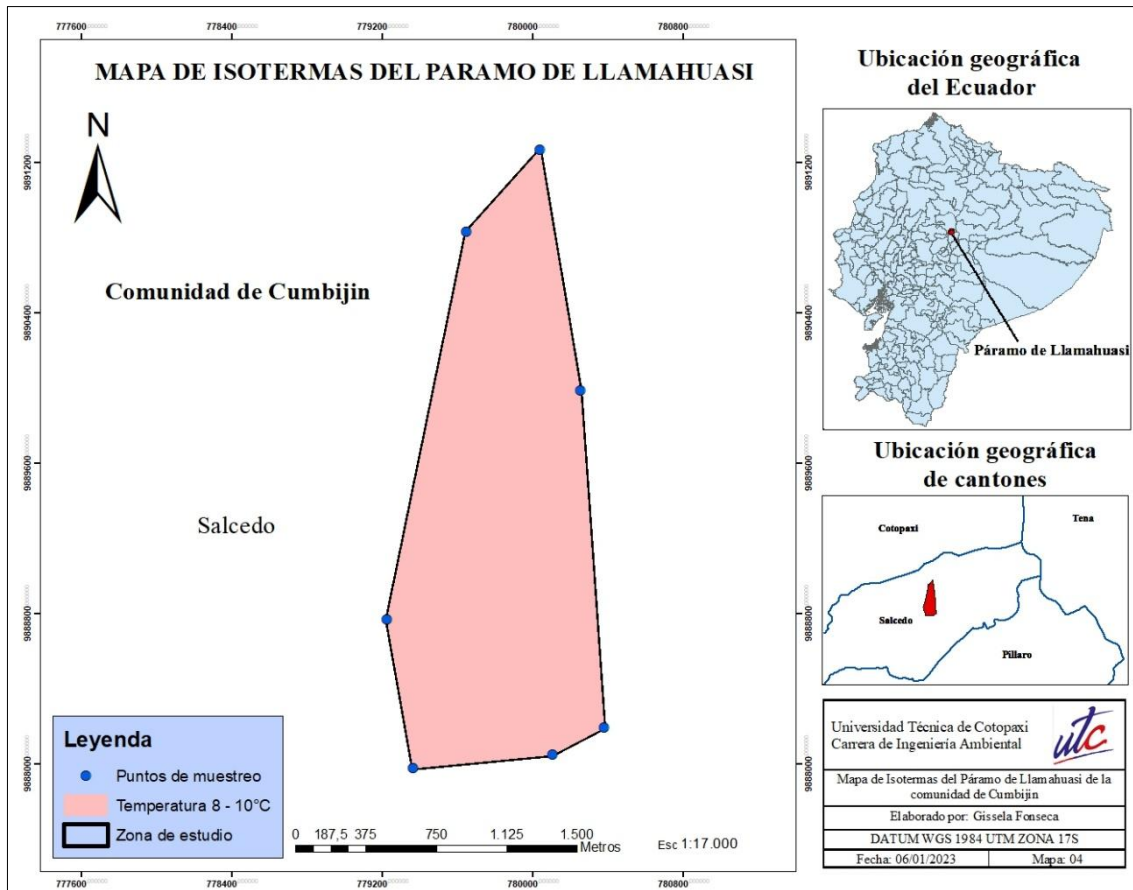 777600 778400 779200 780000 780800
MAPA DE ISOTERMAS DEL PARAMO DE LLAMAHUASI
N
9891200
9890400
9889600
9888800
9888000
9891200
9890400
9889600
9888800
9888000
Comunidad de Cumbijin
Salcedo
Leyenda
Puntos de muestreo
Temperatura 8 - 10°C
Zona de estudio
0 187,5 375 750 1.125 1.500
Metros
Esc 1:17.000
777600 778400 779200 780000 780800
Ubicación geográfica
del Ecuador
Páramo de Llamahuasi
Ubicación geográfica
de cantones
Cotopaxi
Tena
Salcedo
Pillaro
Universidad Técnica de Cotopaxi
Carrera de Ingeniería Ambiental
utc
Mapa de Isotermas del Páramo de Llamahuasi de la
comunidad de Cumbijin
Elaborado por: Gissela Fonseca
DATUM WGS 1984 UTM ZONA 17S
Fecha: 06/01/2023 Mapa: 04